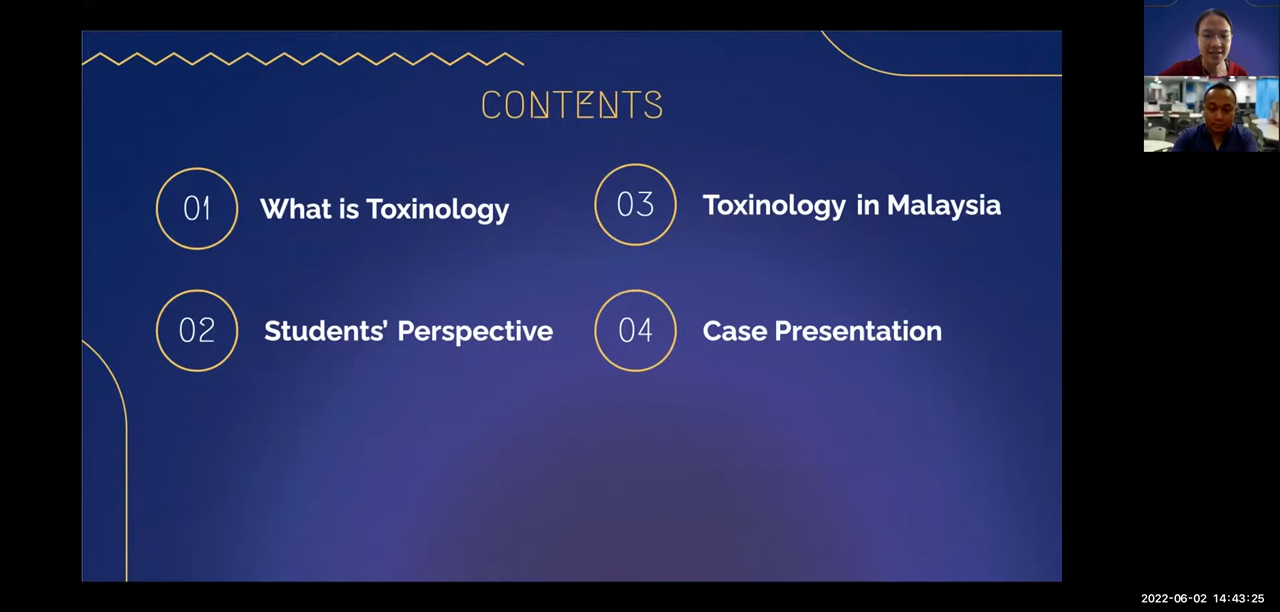 CONTENTS
01 What is Toxinology
02 Students' Perspective
03 Toxinology in Malaysia
04 Case Presentation
2022-06-02 14:43:25